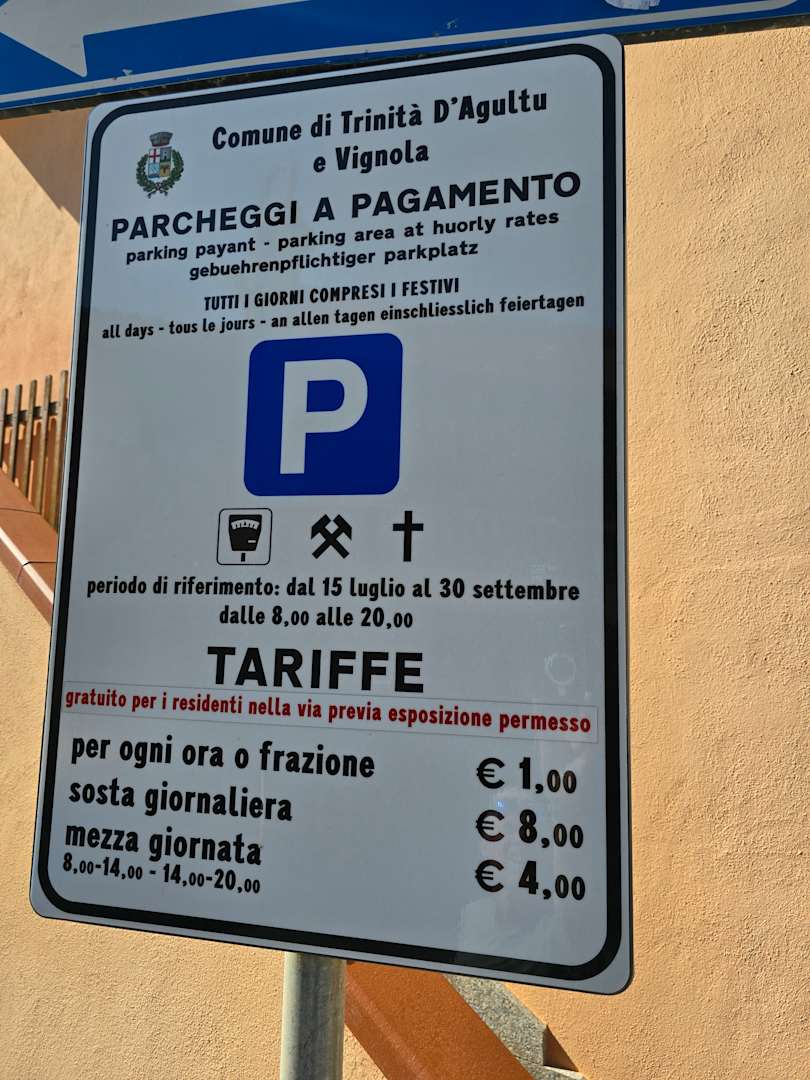 Comune di Trinità D'Agultu
e Vignola
PARCHEGGI A PAGAMENTO
parking payant - parking area at huorly rates
gebuehrenpflichtiger parkplatz
TUTTI I GIORNI COMPRESI I FESTIVI
all days - tous le jours - an allen tagen einschliesslich feiertagen
P
periodo di riferimento: dal 15 luglio al 30 settembre
dalle 8,00 alle 20,00
TARIFFE
gratuito per i residenti nella via previa esposizione permesso
per ogni ora o frazione € 1,00
sosta giornaliera € 8,00
mezza giornata € 4,00
8,00-14,00 - 14,00-20,00